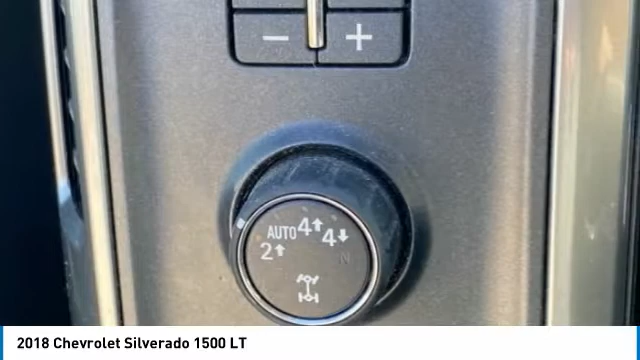 − +
AUTO 4↑ 4↓
2↑ N
2018 Chevrolet Silverado 1500 LT